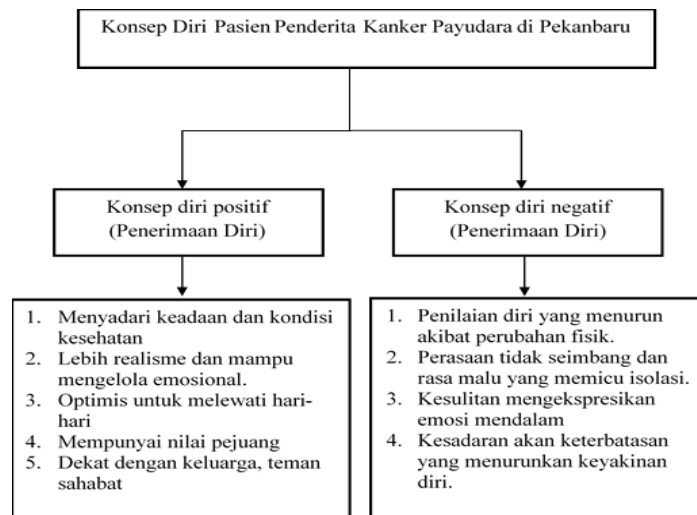 Konsep Diri Pasien Penderita Kanker Payudara di Pekanbaru
Konsep diri positif
(Penerimaan Diri)
Konsep diri negatif
(Penerimaan Diri)
1. Menyadari keadaan dan kondisi
kesehatan
2. Lebih realisme dan mampu
mengelola emosional.
3. Optimis untuk melewati hari-
hari
4. Mempunyai nilai pejuang
5. Dekat dengan keluarga, teman
sahabat
1. Penilaian diri yang menurun
akibat perubahan fisik.
2. Perasaan tidak seimbang dan
rasa malu yang memicu isolasi.
3. Kesulitan mengekspresikan
emosi mendalam
4. Kesadaran akan keterbatasan
yang menurunkan keyakinan
diri.